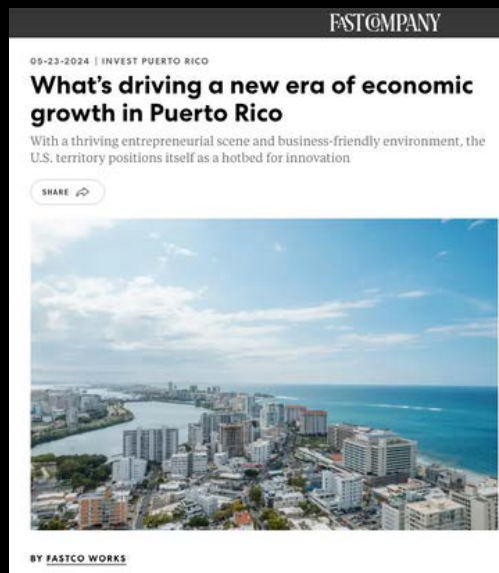 FAST COMPANY
05-23-2024 | INVEST PUERTO RICO
What's driving a new era of economic
growth in Puerto Rico
With a thriving entrepreneurial scene and business-friendly environment, the
U.S. territory positions itself as a hotbed for innovation
SHARE
BY FASTCO WORKS